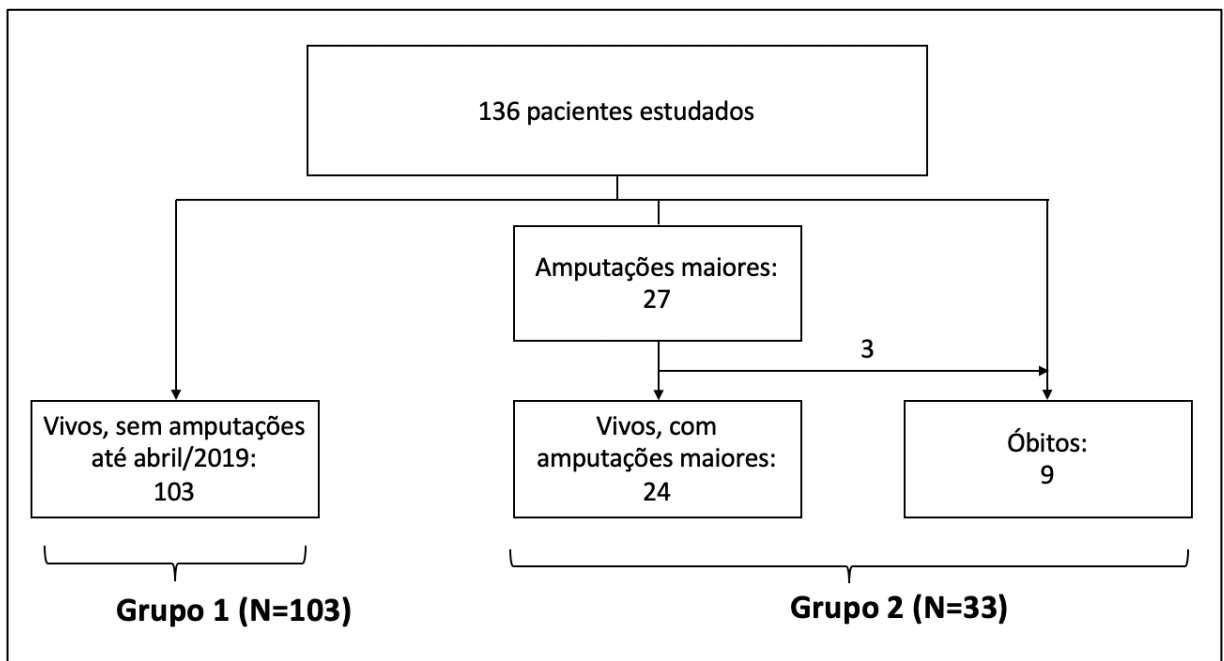 136 pacientes estudados
Amputações maiores:
27
3
Vivos, sem amputações
até abril/2019:
103
Vivos, com
amputações maiores:
24
Óbitos:
9
Grupo 1 (N=103)
Grupo 2 (N=33)